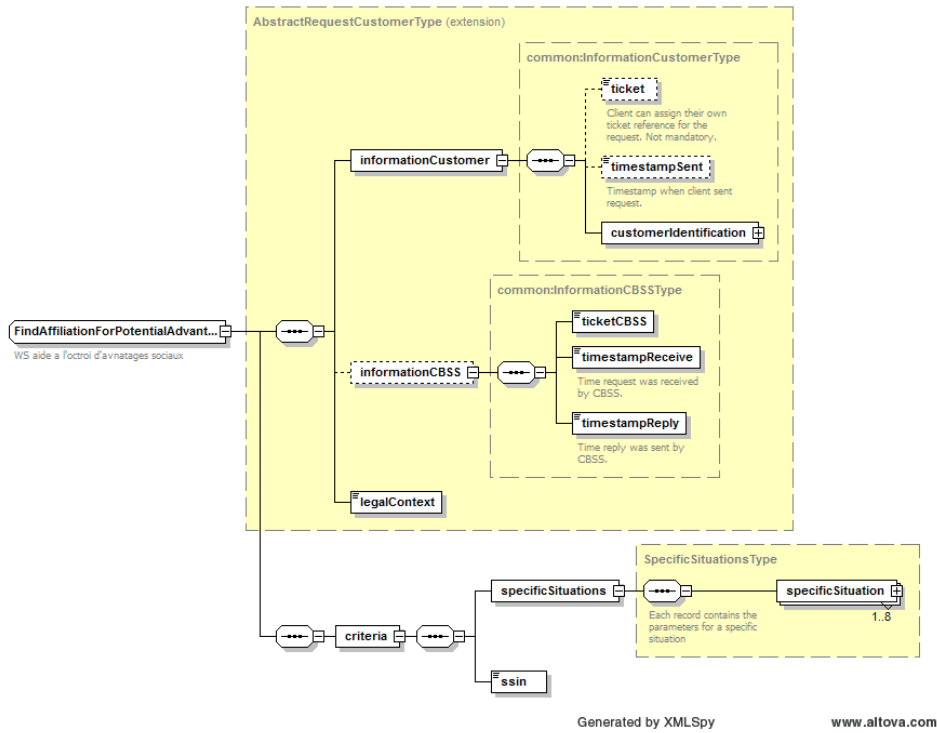 AbstractRequestCustomerType (extension)
common:InformationCustomerType
ticket
Client can assign their own
ticket reference for the
request. Not mandatory.
informationCustomer
timestampSent
Timestamp when client sent
request.
customerIdentification
common:InformationCBSSType
ticketCBSS
FindAffiliationForPotentialAdvant...
WS aide a l'octroi d'avnatages sociaux
timestampReceive
informationCBSS
Time request was received
by CBSS.
timestampReply
Time reply was sent by
CBSS.
legalContext
SpecificSituationsType
specificSituations
specificSituation
Each record contains the
parameters for a specific
situation
1..8
criteria
ssin
Generated by XMLSpy
www.altova.com